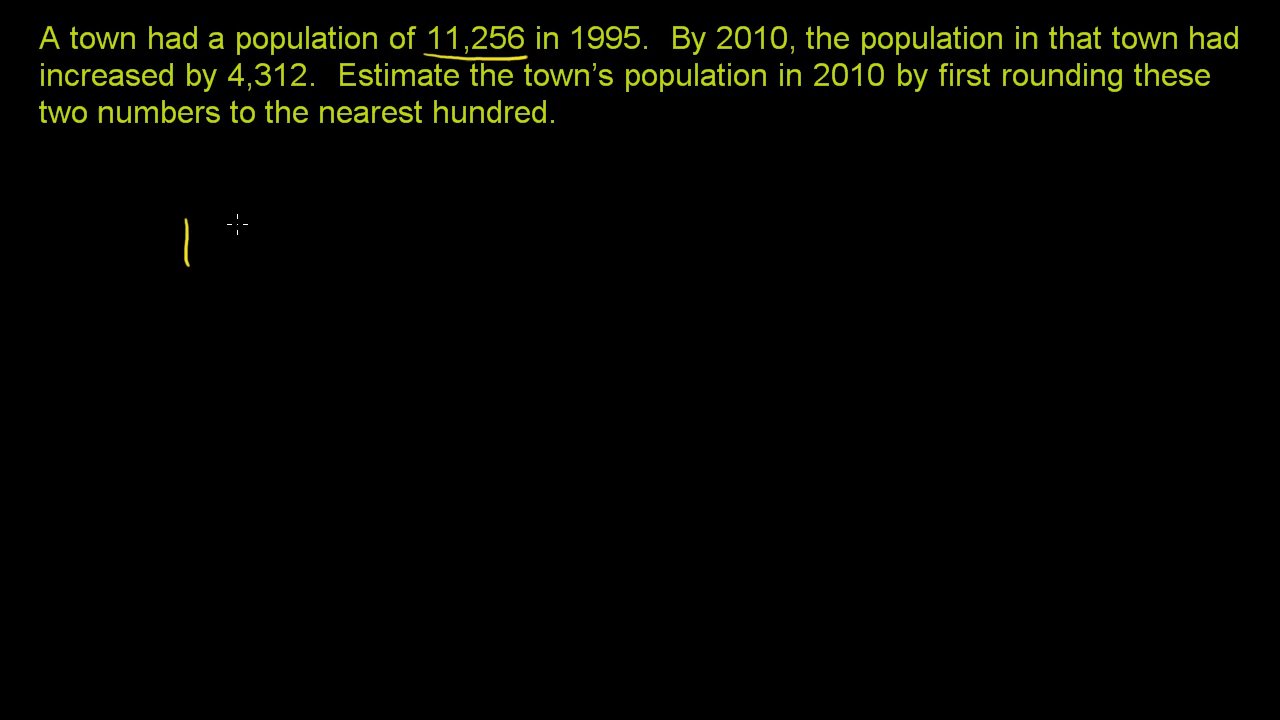 A town had a population of 11,256 in 1995. By 2010, the population in that town had
increased by 4,312. Estimate the town’s population in 2010 by first rounding these
two numbers to the nearest hundred.
1